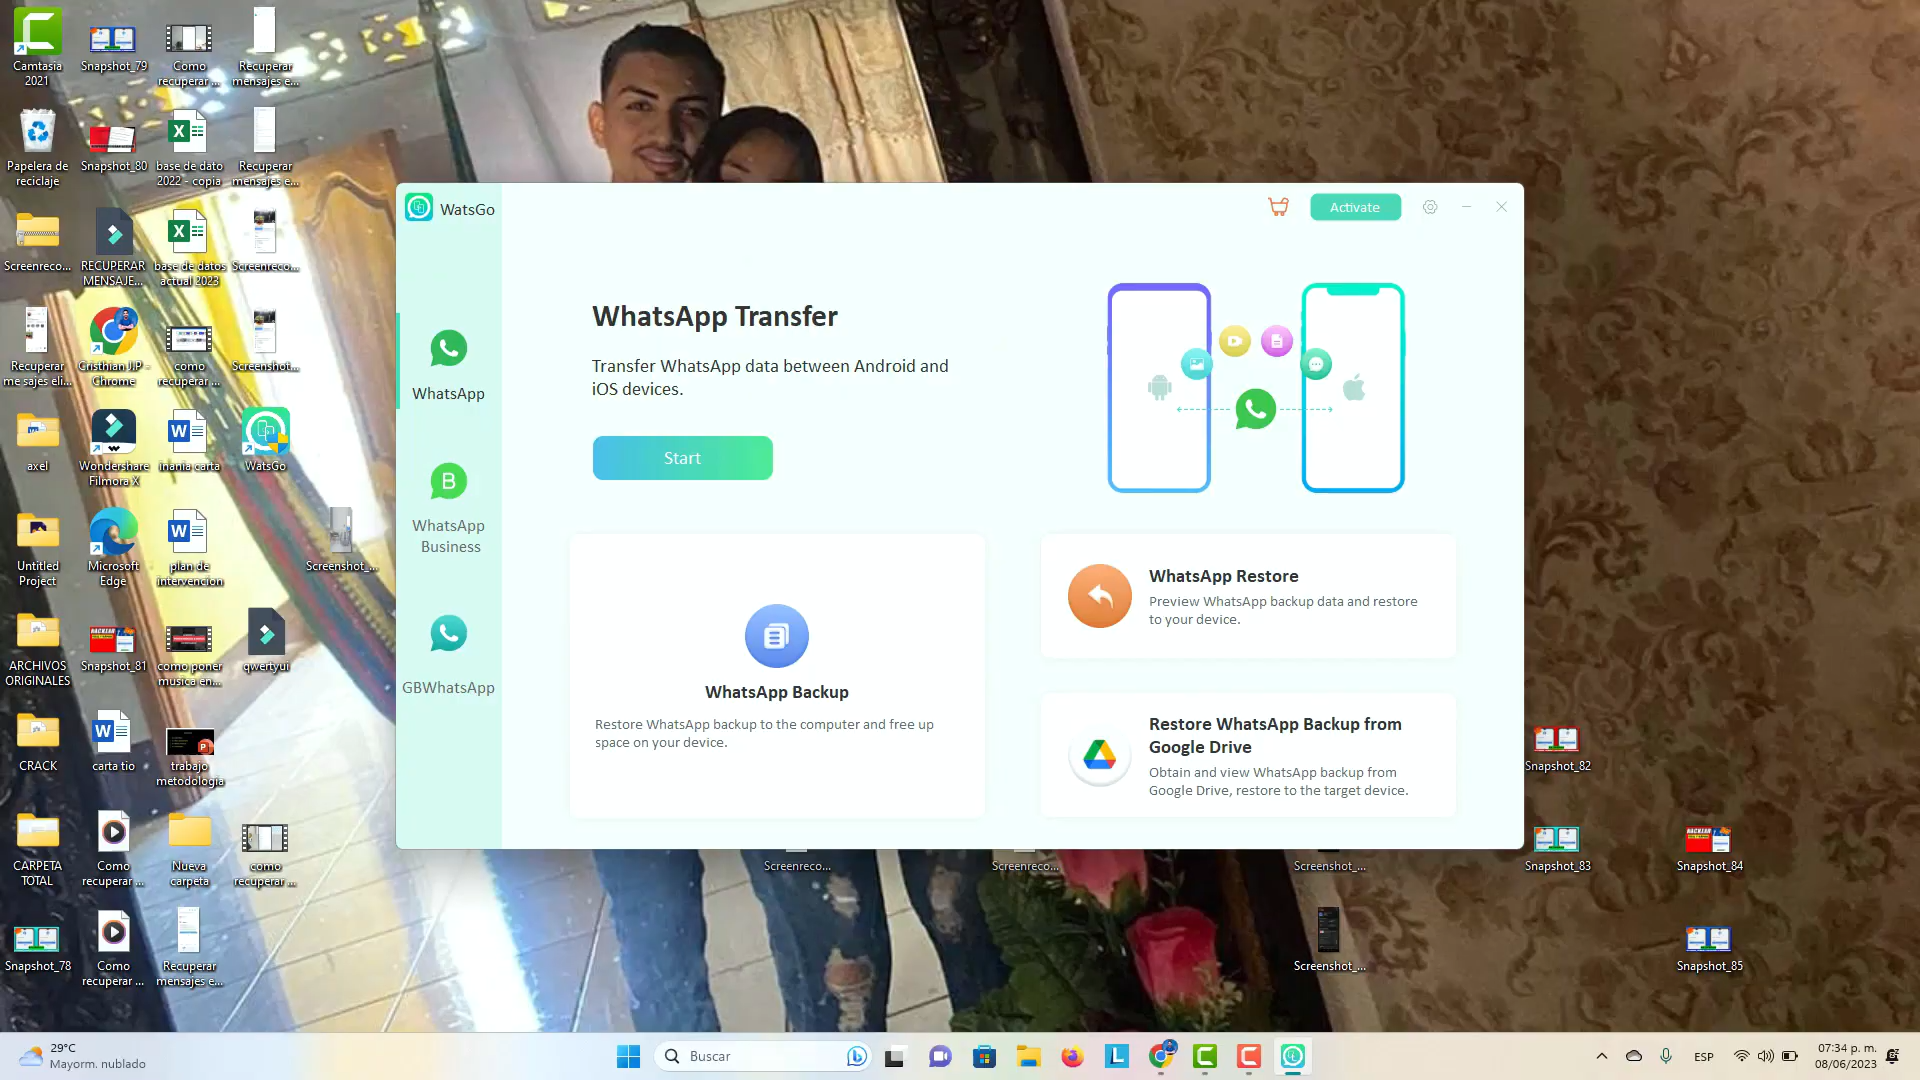 Camtasia
2021
Snapshot_79
Como
recuperar ...
Recuperar
mensajes e...
Papelera de
reciclaje
Snapshot_80
base de dato
2022 - copia
Recuperar
mensajes e...
Screenreco...
RECUPERAR
MENSAJE...
base de datos
actual 2023
Screenreco...
Recuperar
me sajes eli...
Cristhian J.P -
Chrome
como
recuperar ...
Screenshot...
axel
Wondershare
Filmora X
inania carta
WatsGo
Untitled
Project
Microsoft
Edge
plan de
intervencion
Screenshot_...
ARCHIVOS
ORIGINALES
Snapshot_81
como poner
musica en...
qwertyui
CRACK
carta tio
trabajo
metodologia
CARPETA
TOTAL
Como
recuperar ...
Nueva
carpeta
como
recuperar ...
Snapshot_78
Como
recuperar ...
Recuperar
mensajes e...
WatsGo
Activate
WhatsApp
WhatsApp
Business
GBWhatsApp
WhatsApp Transfer
Transfer WhatsApp data between Android and
iOS devices.
Start
WhatsApp Backup
Restore WhatsApp backup to the computer and free up
space on your device.
WhatsApp Restore
Preview WhatsApp backup data and restore
to your device.
Restore WhatsApp Backup from
Google Drive
Obtain and view WhatsApp backup from
Google Drive, restore to the target device.
Screenreco...
Screenreco...
Screenshot_...
Snapshot_82
Snapshot_83
Snapshot_84
Screenshot_...
Snapshot_85
29°C
Mayorm. nublado
Buscar
ESP
07:34 p. m.
08/06/2023